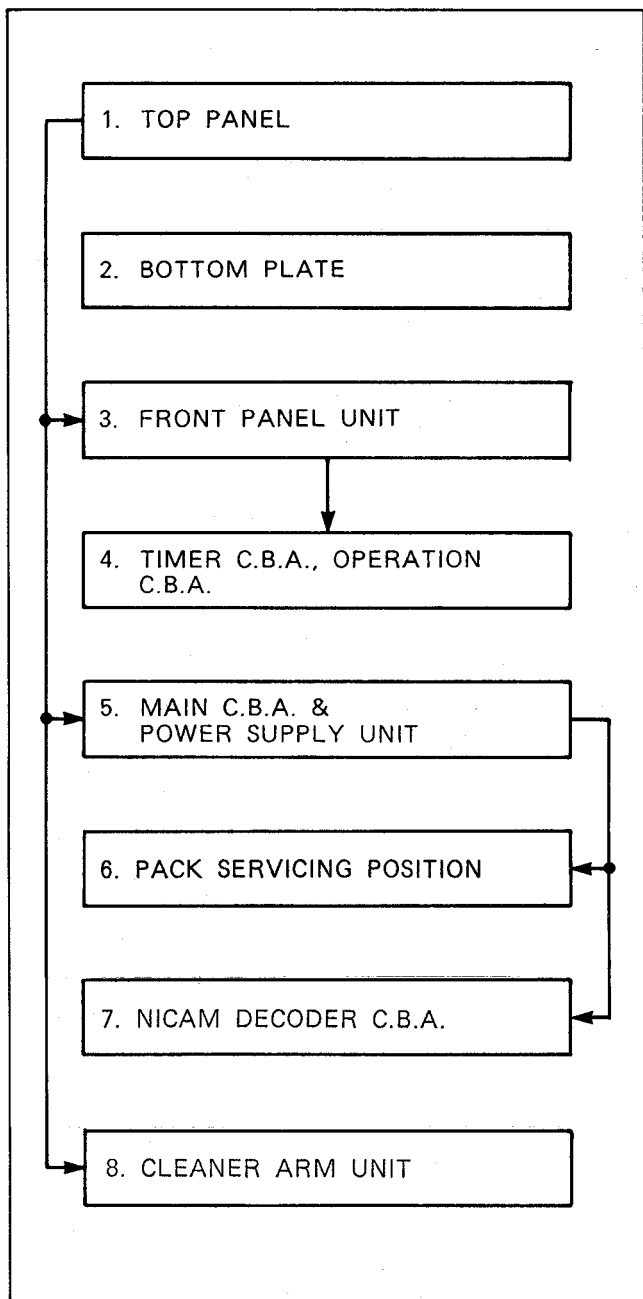 1. TOP PANEL
2. BOTTOM PLATE
3. FRONT PANEL UNIT
4. TIMER C.B.A., OPERATION
C.B.A.
5. MAIN C.B.A. &
POWER SUPPLY UNIT
6. PACK SERVICING POSITION
7. NICAM DECODER C.B.A.
8. CLEANER ARM UNIT